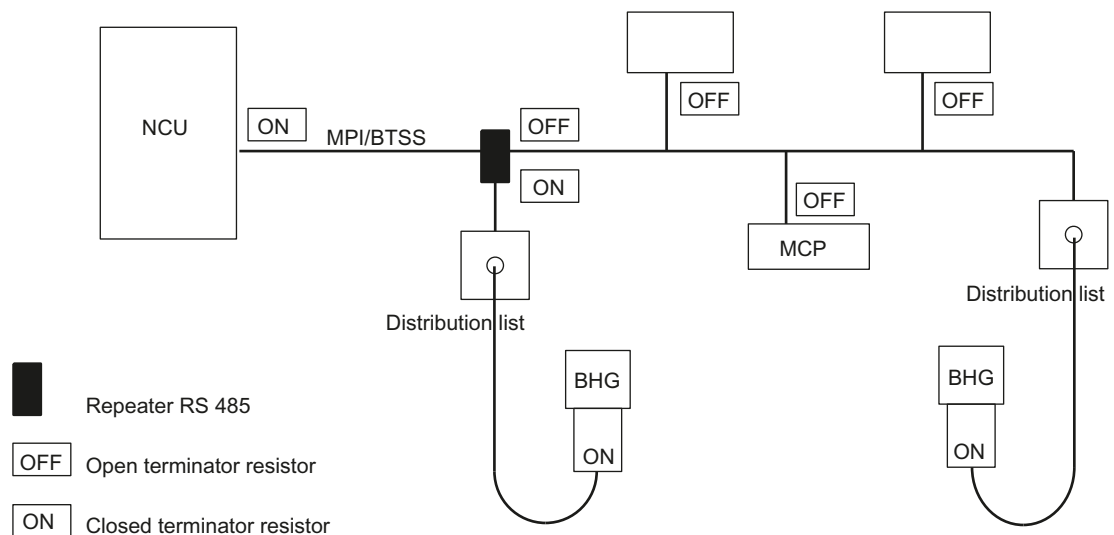 NCU
ON
MPI/BTSS
OFF
ON
OFF
OFF
OFF
MCP
Distribution list
Distribution list
BHG
ON
BHG
ON
Repeater RS 485
OFF Open terminator resistor
ON Closed terminator resistor